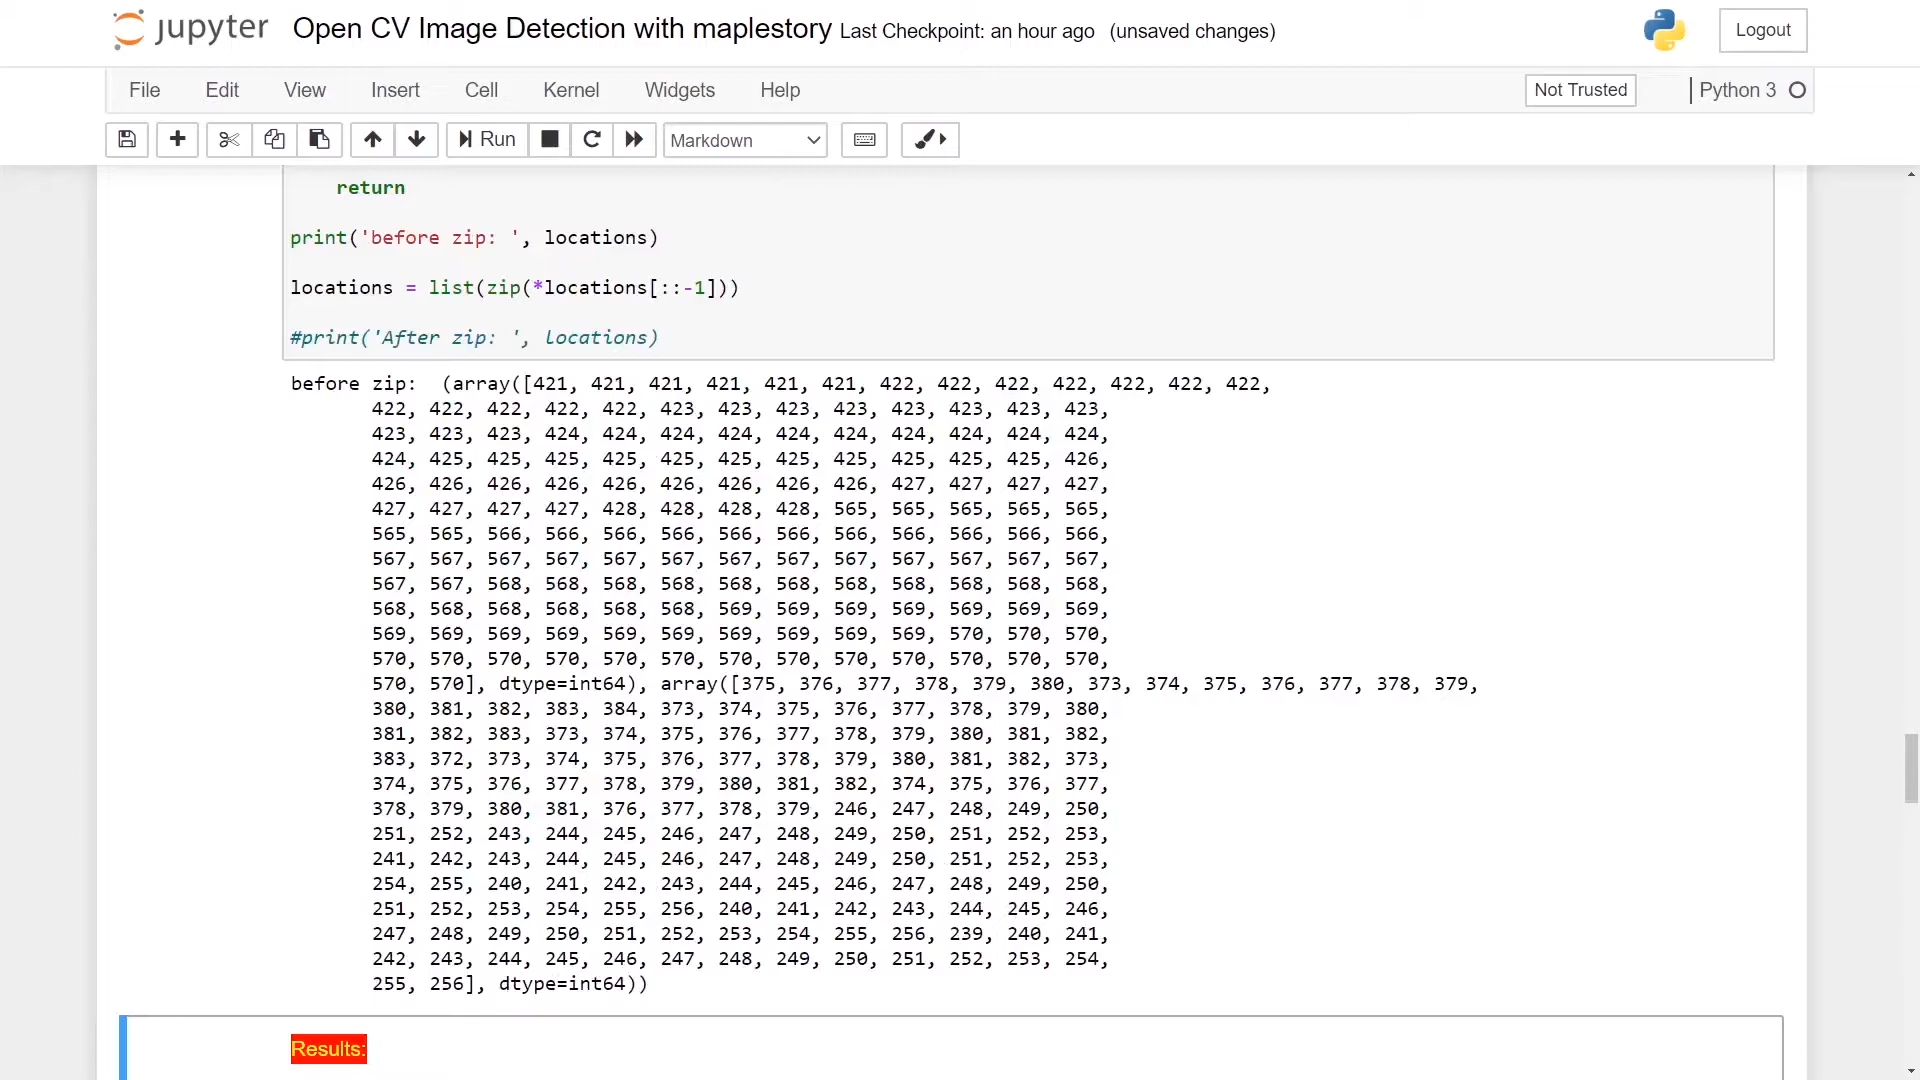 jupyter Open CV Image Detection with maplestory Last Checkpoint: an hour ago (unsaved changes) Logout
File Edit View Insert Cell Kernel Widgets Help Not Trusted Python 3
Run Markdown
return
print('before zip: ', locations)
locations = list(zip(*locations[::-1]))
#print('After zip: ', locations)
before zip:  (array([421, 421, 421, 421, 421, 421, 422, 422, 422, 422, 422, 422, 422,
422, 422, 422, 422, 422, 423, 423, 423, 423, 423, 423, 423, 423,
423, 423, 423, 424, 424, 424, 424, 424, 424, 424, 424, 424, 424,
424, 425, 425, 425, 425, 425, 425, 425, 425, 425, 425, 425, 426,
426, 426, 426, 426, 426, 426, 426, 426, 426, 427, 427, 427, 427,
427, 427, 427, 427, 428, 428, 428, 428, 565, 565, 565, 565, 565,
565, 565, 566, 566, 566, 566, 566, 566, 566, 566, 566, 566, 566,
567, 567, 567, 567, 567, 567, 567, 567, 567, 567, 567, 567, 567,
567, 567, 568, 568, 568, 568, 568, 568, 568, 568, 568, 568, 568,
568, 568, 568, 568, 568, 568, 569, 569, 569, 569, 569, 569, 569,
569, 569, 569, 569, 569, 569, 569, 569, 569, 569, 570, 570, 570,
570, 570, 570, 570, 570, 570, 570, 570, 570, 570, 570, 570, 570,
570, 570], dtype=int64), array([375, 376, 377, 378, 379, 380, 373, 374, 375, 376, 377, 378, 379,
380, 381, 382, 383, 384, 373, 374, 375, 376, 377, 378, 379, 380,
381, 382, 383, 373, 374, 375, 376, 377, 378, 379, 380, 381, 382,
383, 372, 373, 374, 375, 376, 377, 378, 379, 380, 381, 382, 373,
374, 375, 376, 377, 378, 379, 380, 381, 382, 374, 375, 376, 377,
378, 379, 380, 381, 376, 377, 378, 379, 246, 247, 248, 249, 250,
251, 252, 243, 244, 245, 246, 247, 248, 249, 250, 251, 252, 253,
241, 242, 243, 244, 245, 246, 247, 248, 249, 250, 251, 252, 253,
254, 255, 240, 241, 242, 243, 244, 245, 246, 247, 248, 249, 250,
251, 252, 253, 254, 255, 256, 240, 241, 242, 243, 244, 245, 246,
247, 248, 249, 250, 251, 252, 253, 254, 255, 256, 239, 240, 241,
242, 243, 244, 245, 246, 247, 248, 249, 250, 251, 252, 253, 254,
255, 256], dtype=int64))
Results: